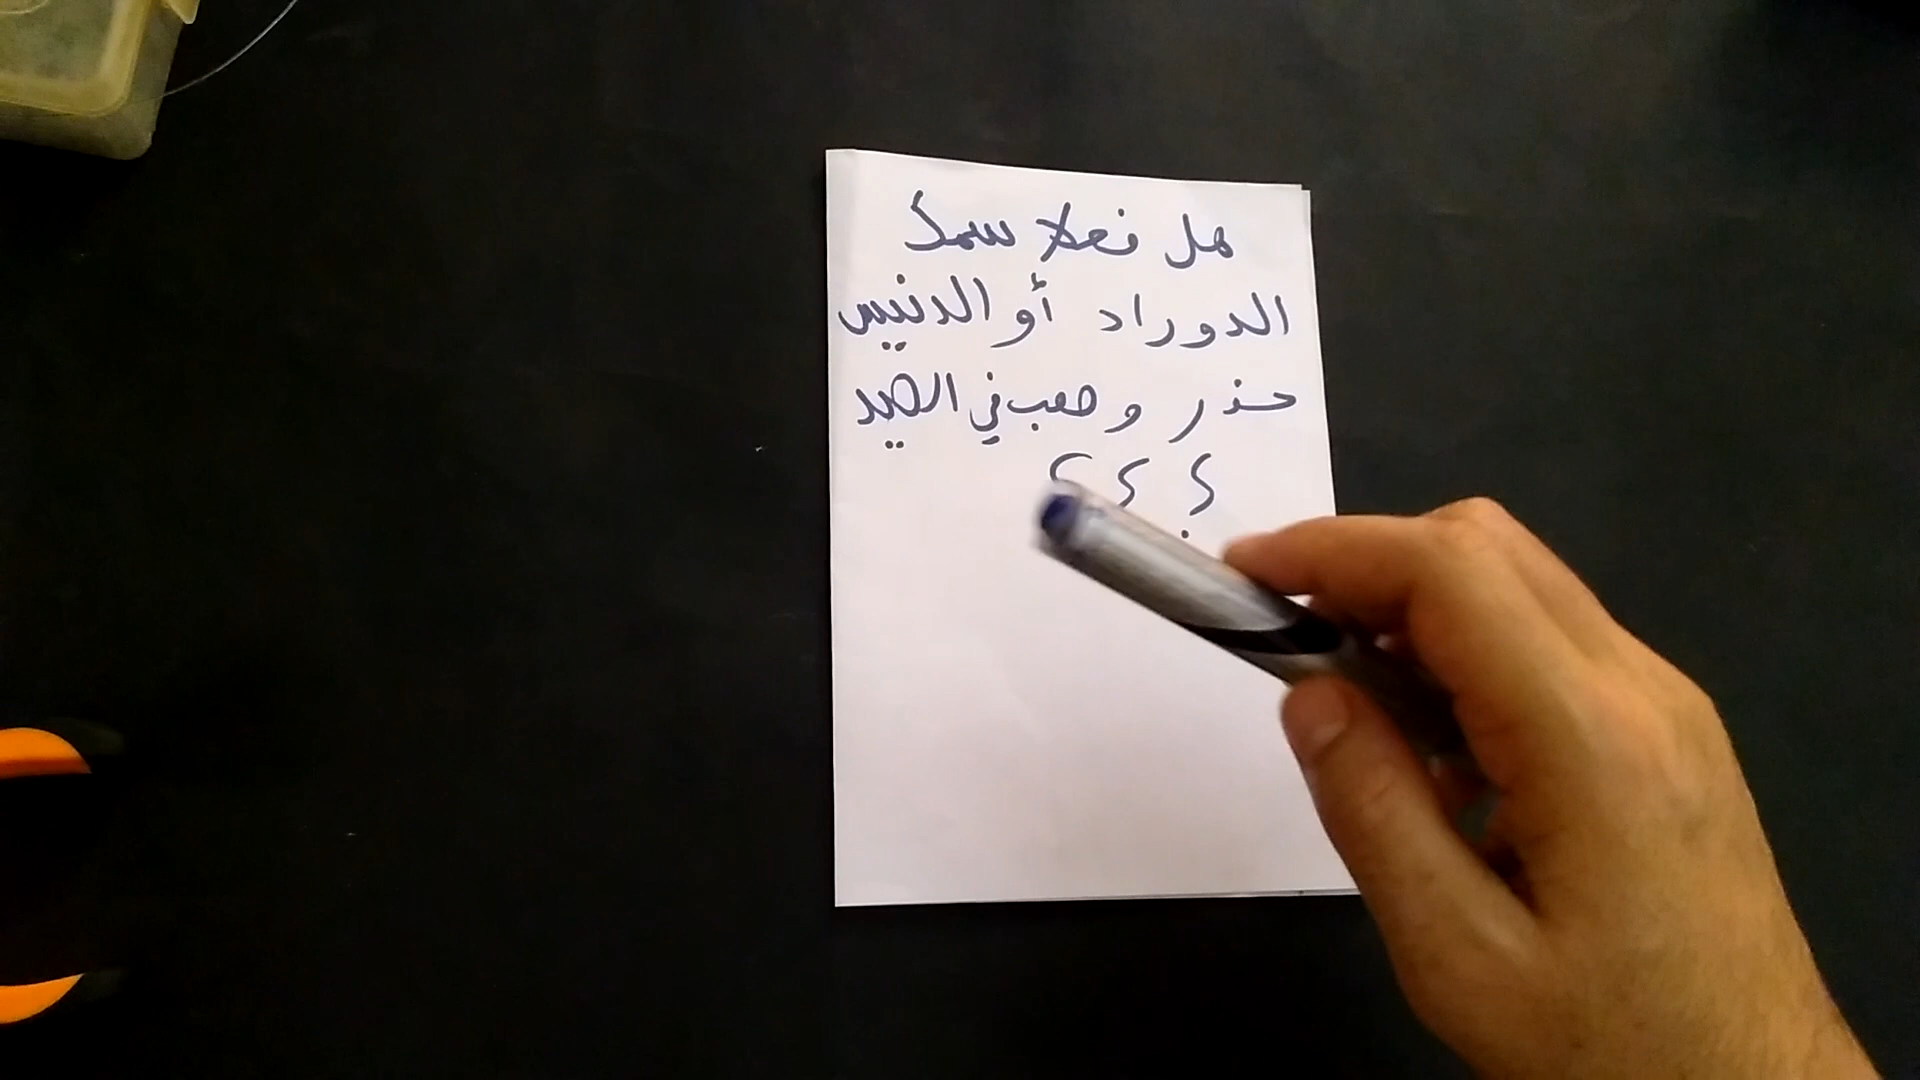 هل فعلا سمك
الدوراد أو الدنيس
حذر وصعب في الصيد
؟ ؟ ؟